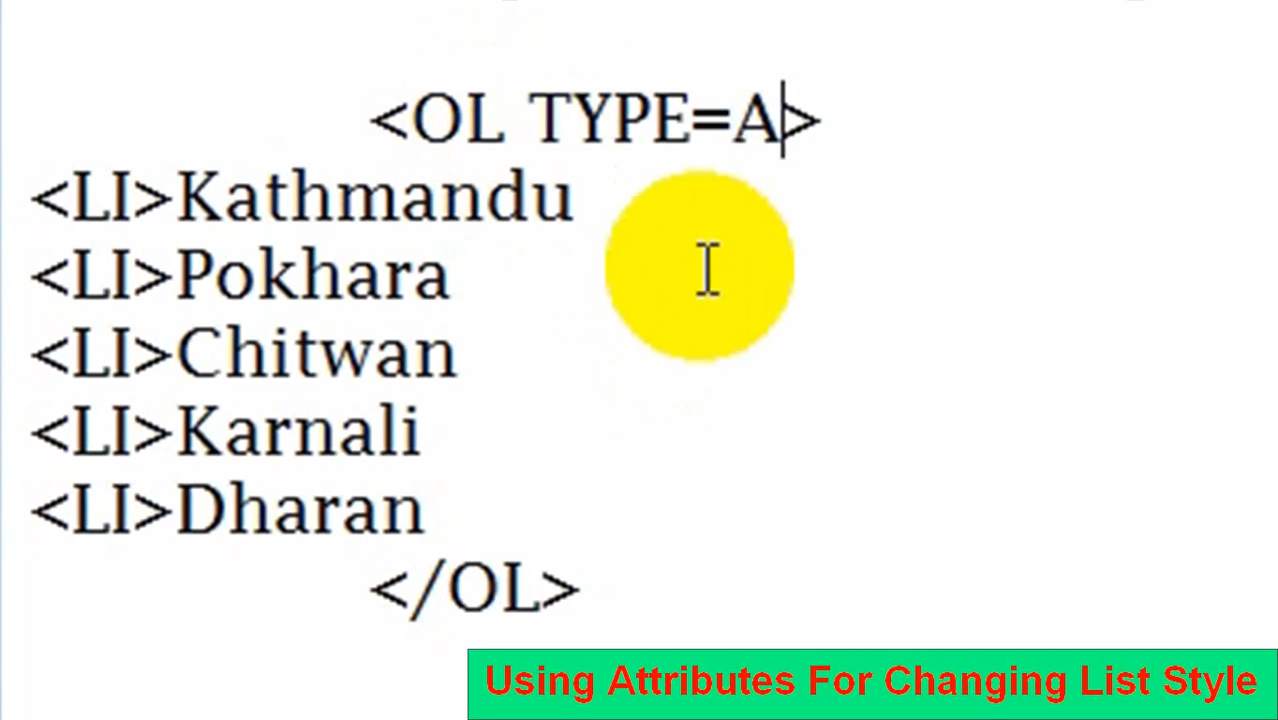 <OL TYPE=A>
<LI>Kathmandu
<LI>Pokhara
<LI>Chitwan
<LI>Karnali
<LI>Dharan
</OL>
Using Attributes For Changing List Style